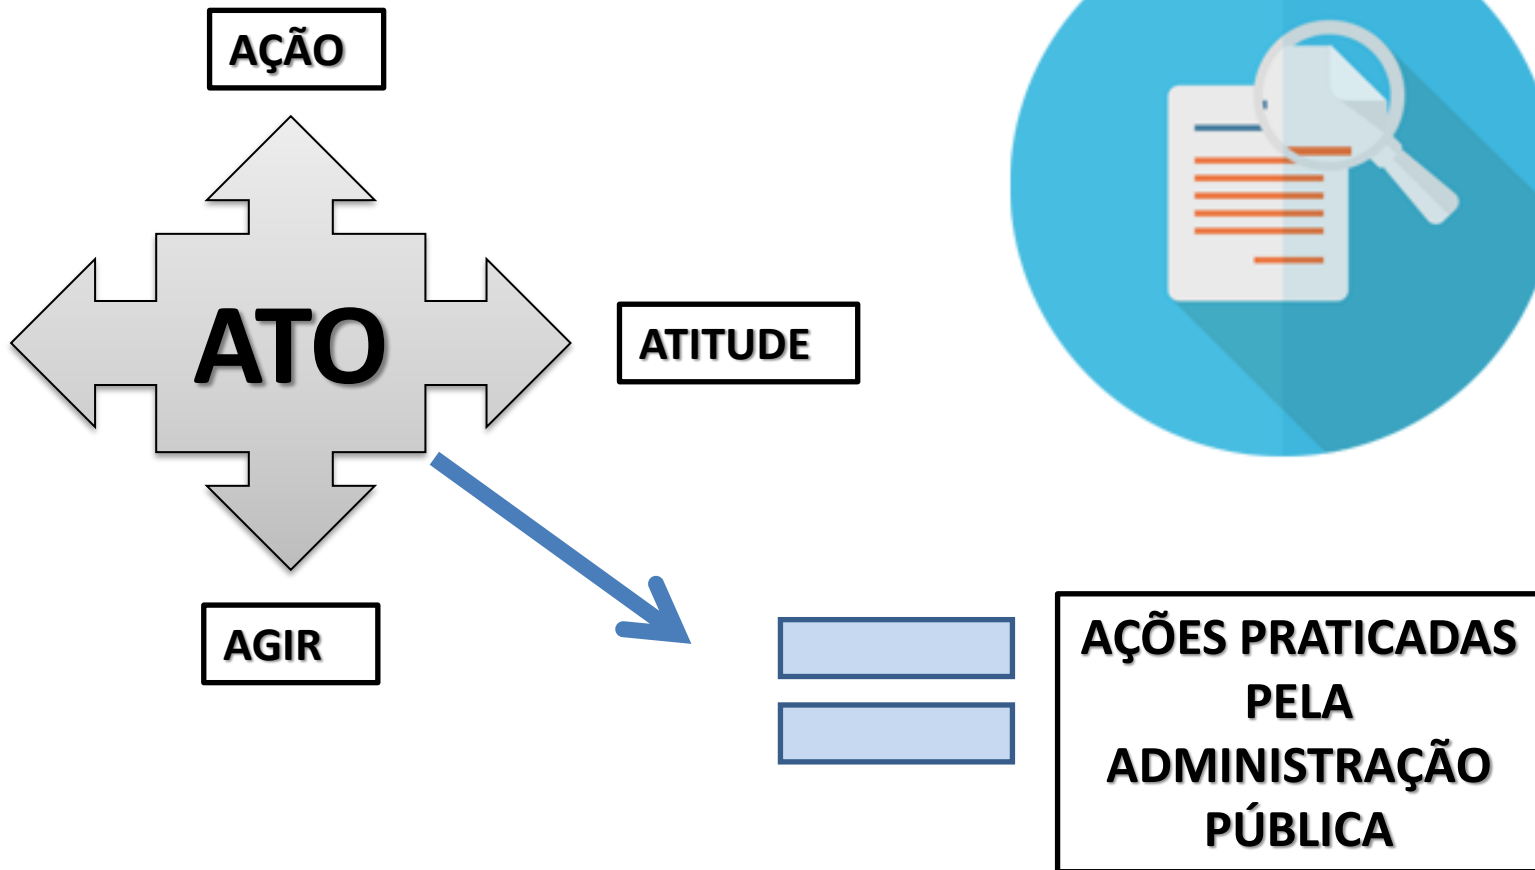 AÇÃO
ATO
ATITUDE
AGIR
AÇÕES PRATICADAS
PELA
ADMINISTRAÇÃO
PÚBLICA